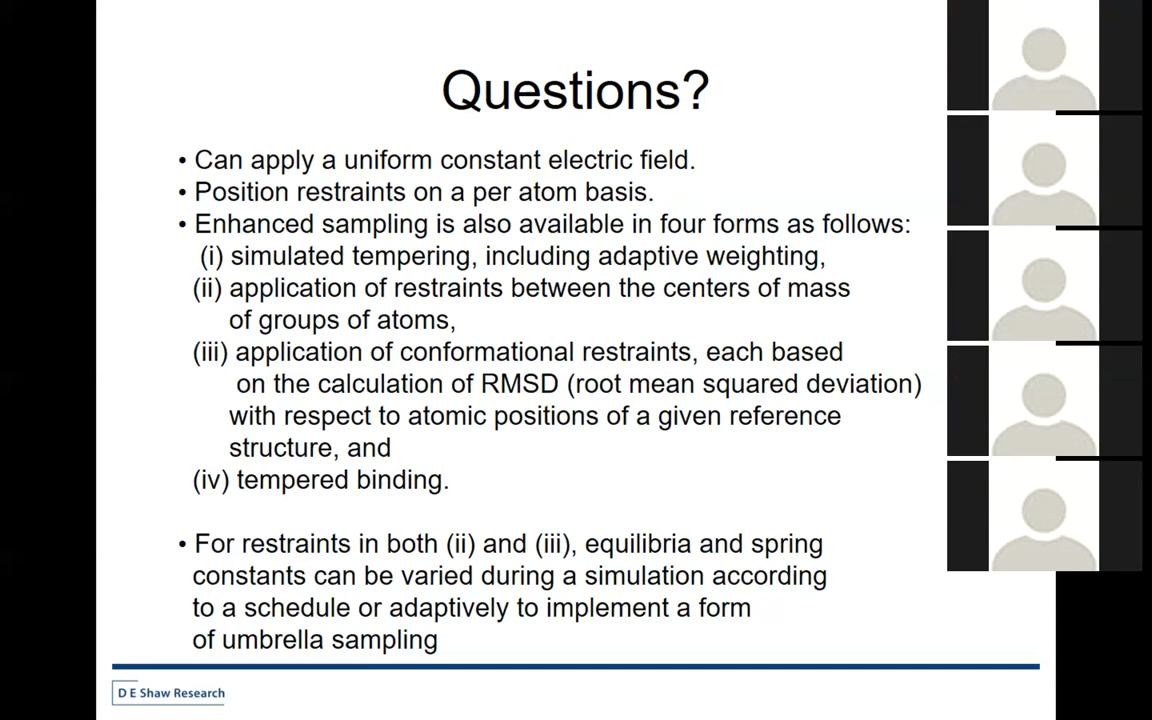 Questions?
• Can apply a uniform constant electric field.
• Position restraints on a per atom basis.
• Enhanced sampling is also available in four forms as follows:
(i) simulated tempering, including adaptive weighting,
(ii) application of restraints between the centers of mass
of groups of atoms,
(iii) application of conformational restraints, each based
on the calculation of RMSD (root mean squared deviation)
with respect to atomic positions of a given reference
structure, and
(iv) tempered binding.
• For restraints in both (ii) and (iii), equilibria and spring
constants can be varied during a simulation according
to a schedule or adaptively to implement a form
of umbrella sampling
D E Shaw Research